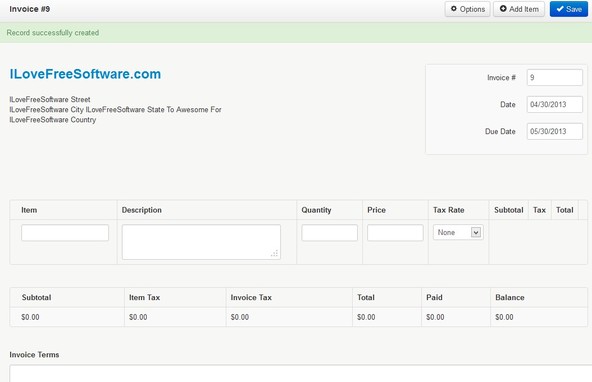 Invoice #9
Options
Add Item
Save
Record successfully created
ILoveFreeSoftware.com
ILoveFreeSoftware Street
ILoveFreeSoftware City ILoveFreeSoftware State To Awesome For
ILoveFreeSoftware Country
Invoice # 9
Date 04/30/2013
Due Date 05/30/2013
Item Description Quantity Price Tax Rate Subtotal Tax Total
None
Subtotal Item Tax Invoice Tax Total Paid Balance
$0.00 $0.00 $0.00 $0.00 $0.00 $0.00
Invoice Terms